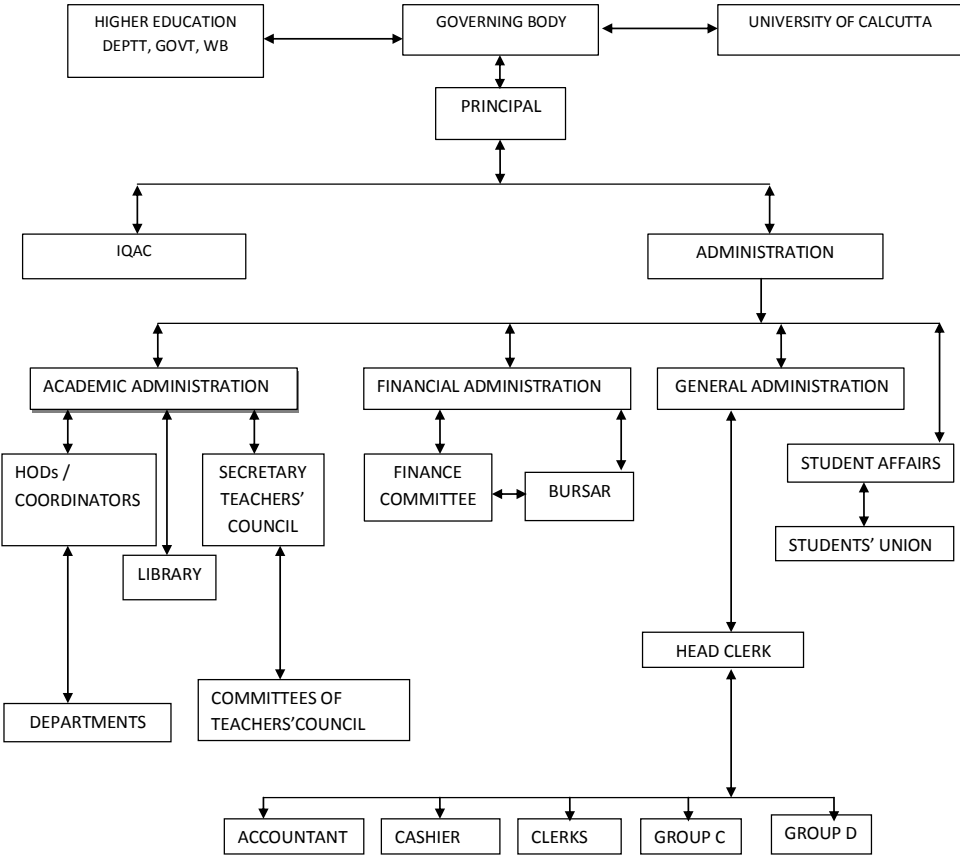 HIGHER EDUCATION
DEPTT, GOVT, WB
GOVERNING BODY
UNIVERSITY OF CALCUTTA
PRINCIPAL
IQAC
ADMINISTRATION
ACADEMIC ADMINISTRATION
FINANCIAL ADMINISTRATION
GENERAL ADMINISTRATION
HODs /
COORDINATORS
SECRETARY
TEACHERS’
COUNCIL
FINANCE
COMMITTEE
BURSAR
STUDENT AFFAIRS
STUDENTS’ UNION
LIBRARY
HEAD CLERK
DEPARTMENTS
COMMITTEES OF
TEACHERS’COUNCIL
ACCOUNTANT
CASHIER
CLERKS
GROUP C
GROUP D